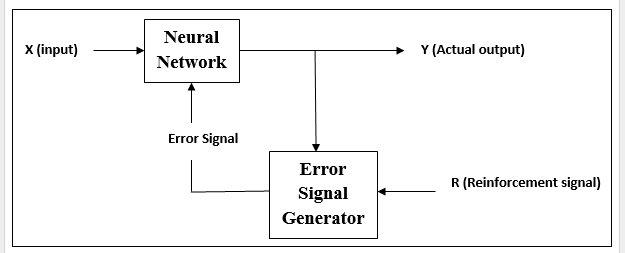 X (input)
Neural
Network
Y (Actual output)
Error Signal
Error
Signal
Generator
R (Reinforcement signal)